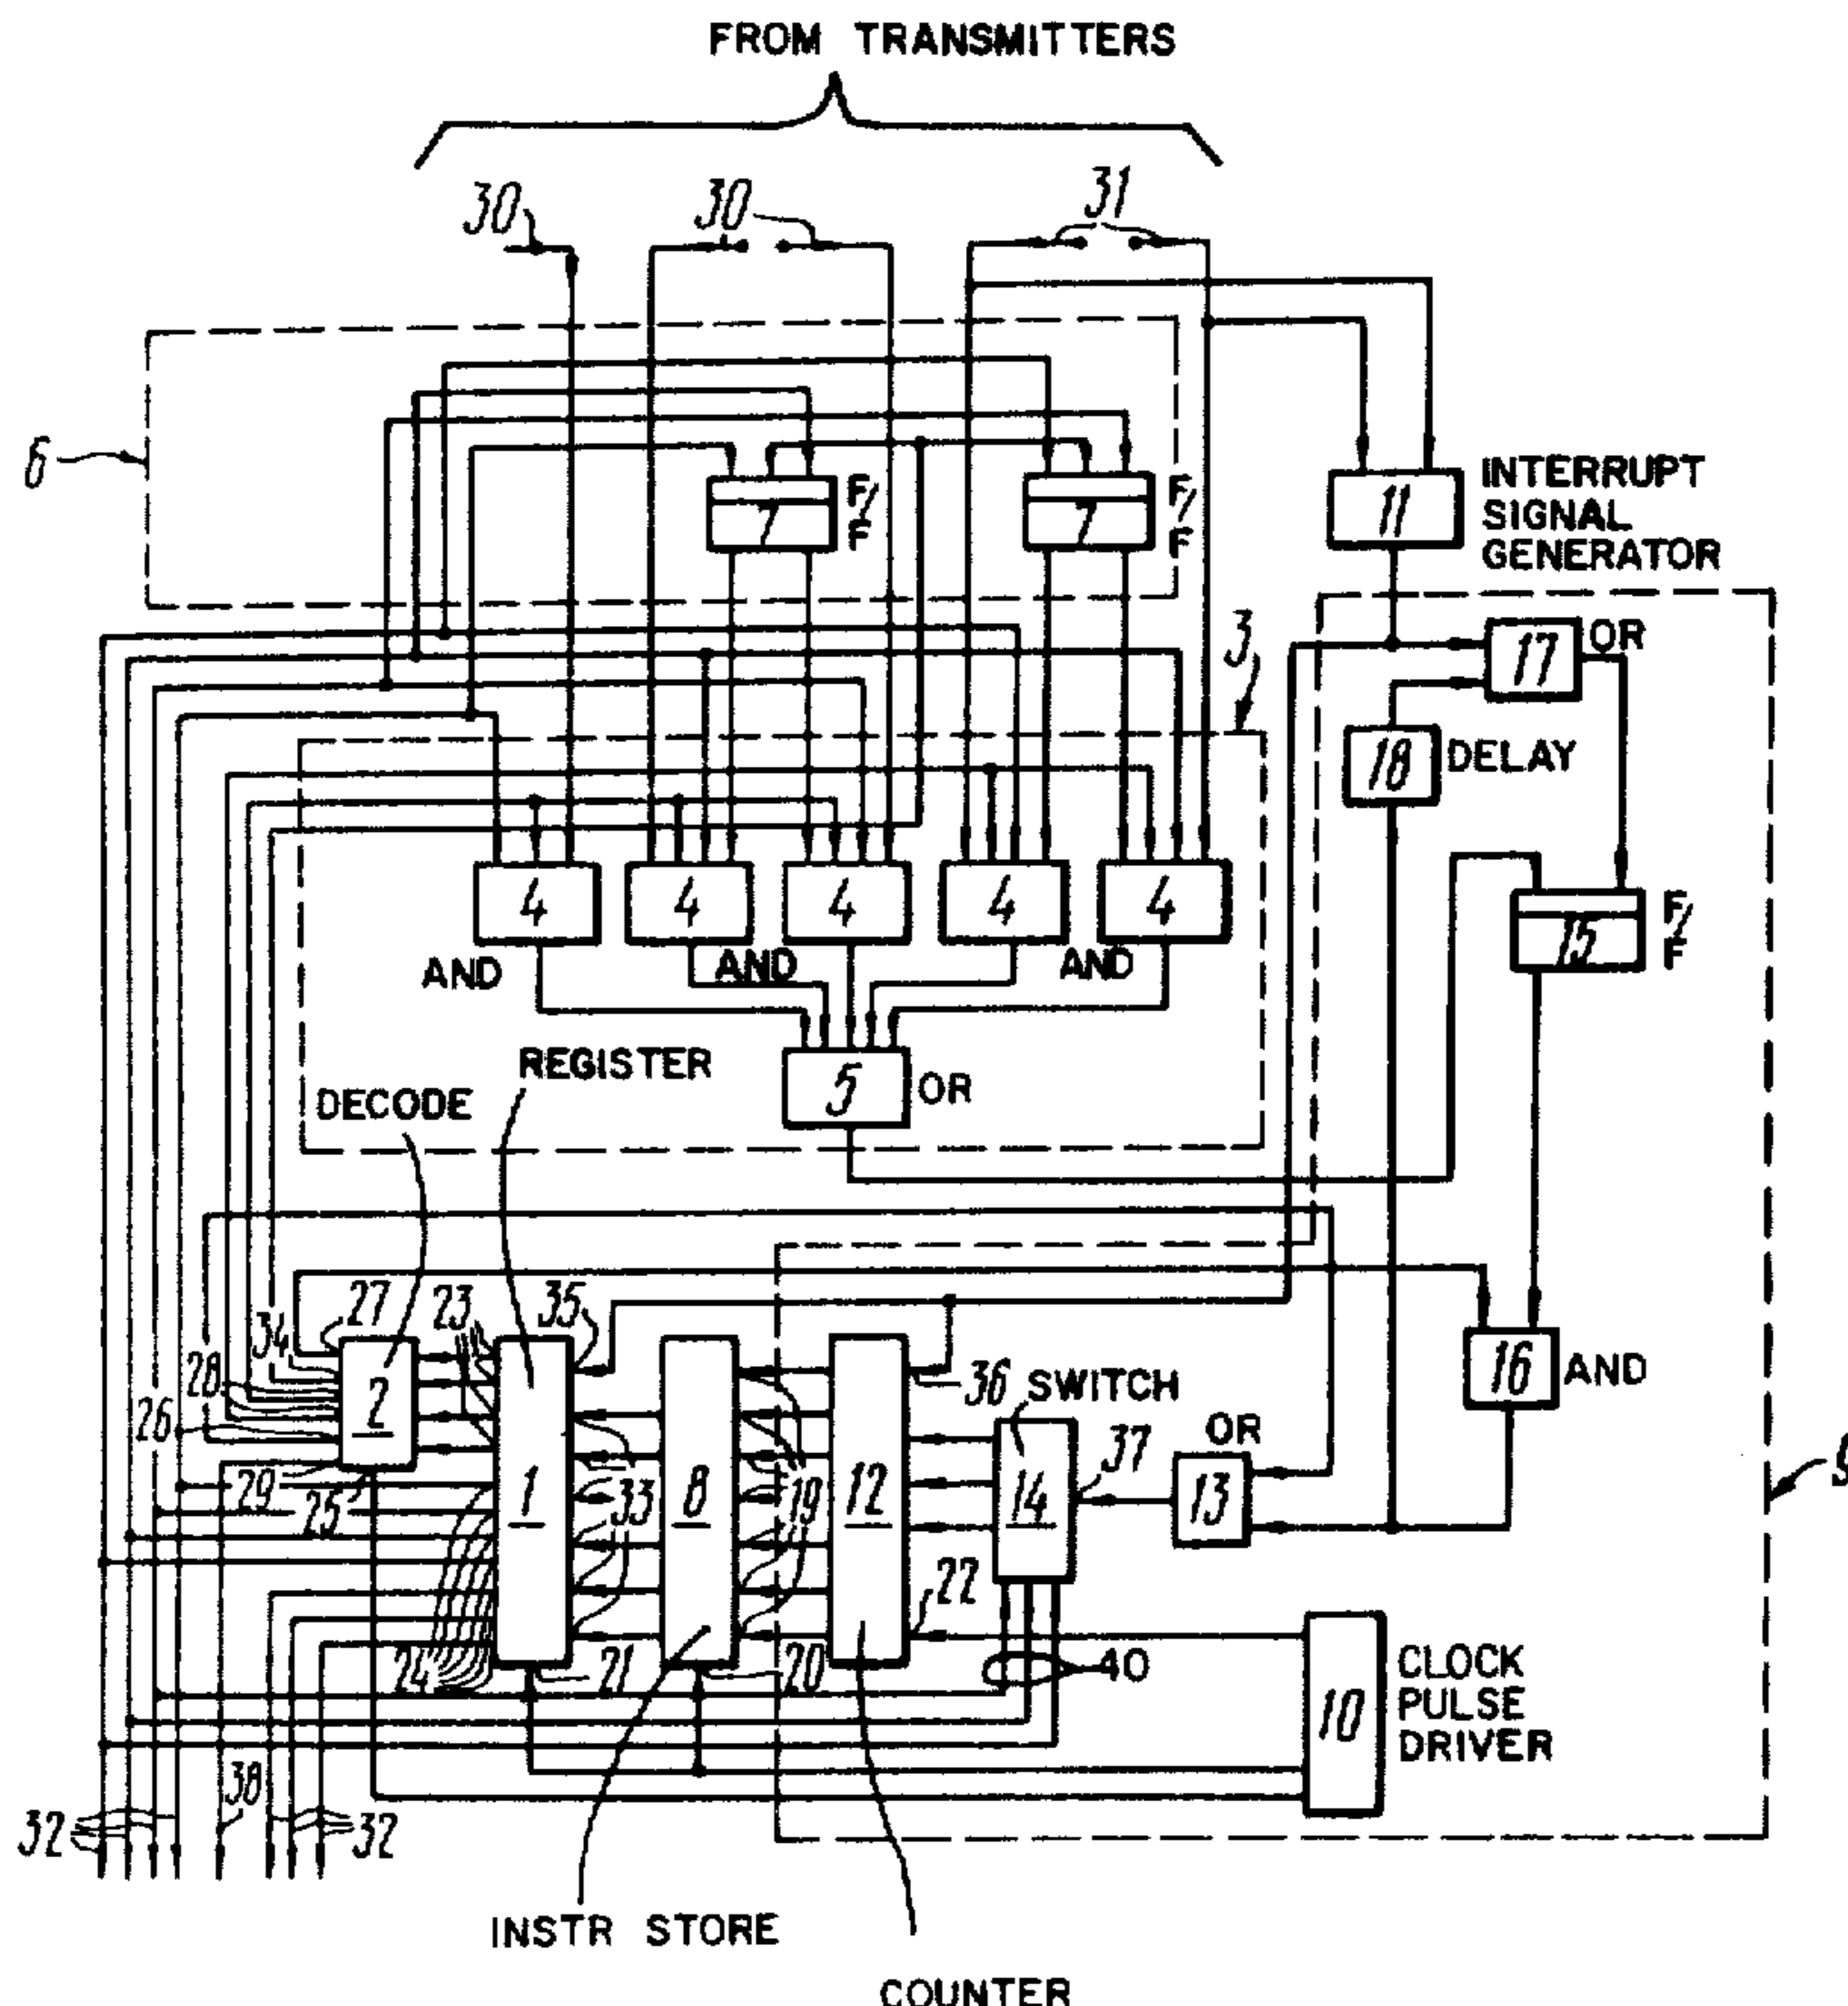 FROM TRANSMITTERS
30
30
31
6
7
F/F
7
F/F
11
INTERRUPT
SIGNAL
GENERATOR
3
17
OR
18
DELAY
4
4
4
4
4
AND
AND
AND
15
F/F
REGISTER
DECODE
5
OR
27
23
35
34
28
2
26
36
SWITCH
16
AND
OR
37
29
25
1
33
8
19
12
14
13
9
22
24
21
20
40
10
CLOCK
PULSE
DRIVER
38
32
32
INSTR STORE
COUNTER